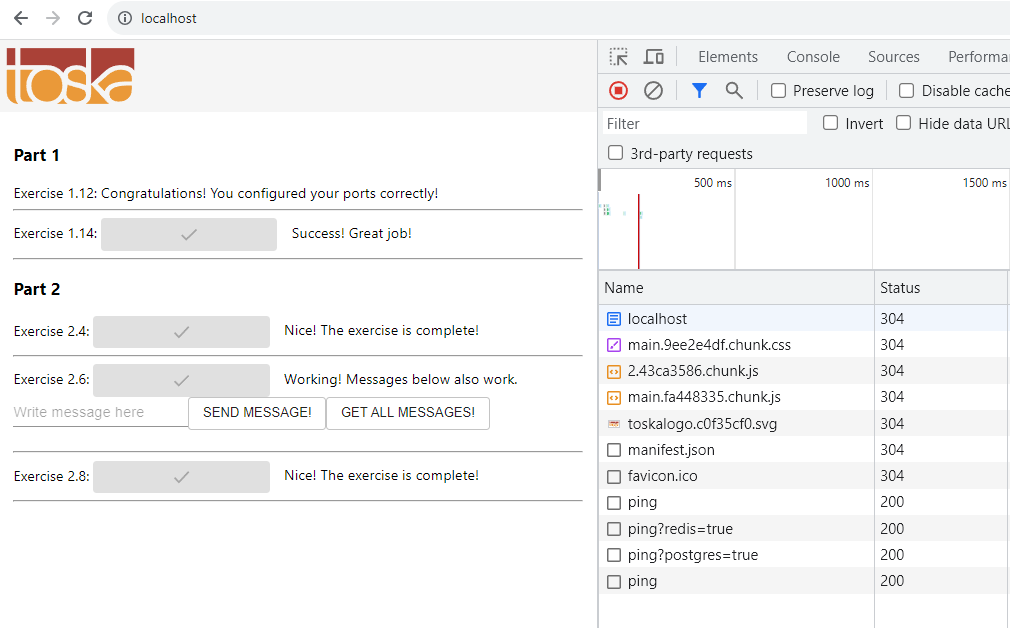 localhost
toska
Part 1
Exercise 1.12: Congratulations! You configured your ports correctly!
Exercise 1.14: Success! Great job!
Part 2
Exercise 2.4: Nice! The exercise is complete!
Exercise 2.6: Working! Messages below also work.
Write message here SEND MESSAGE! GET ALL MESSAGES!
Exercise 2.8: Nice! The exercise is complete!
Elements Console Sources Performa
Preserve log Disable cache
Filter Invert Hide data URL
3rd-party requests
500 ms 1000 ms 1500 ms
Name Status
localhost 304
main.9ee2e4df.chunk.css 304
2.43ca3586.chunk.js 304
main.fa448335.chunk.js 304
toskalogo.c0f35cf0.svg 304
manifest.json 304
favicon.ico 304
ping 200
ping?redis=true 200
ping?postgres=true 200
ping 200